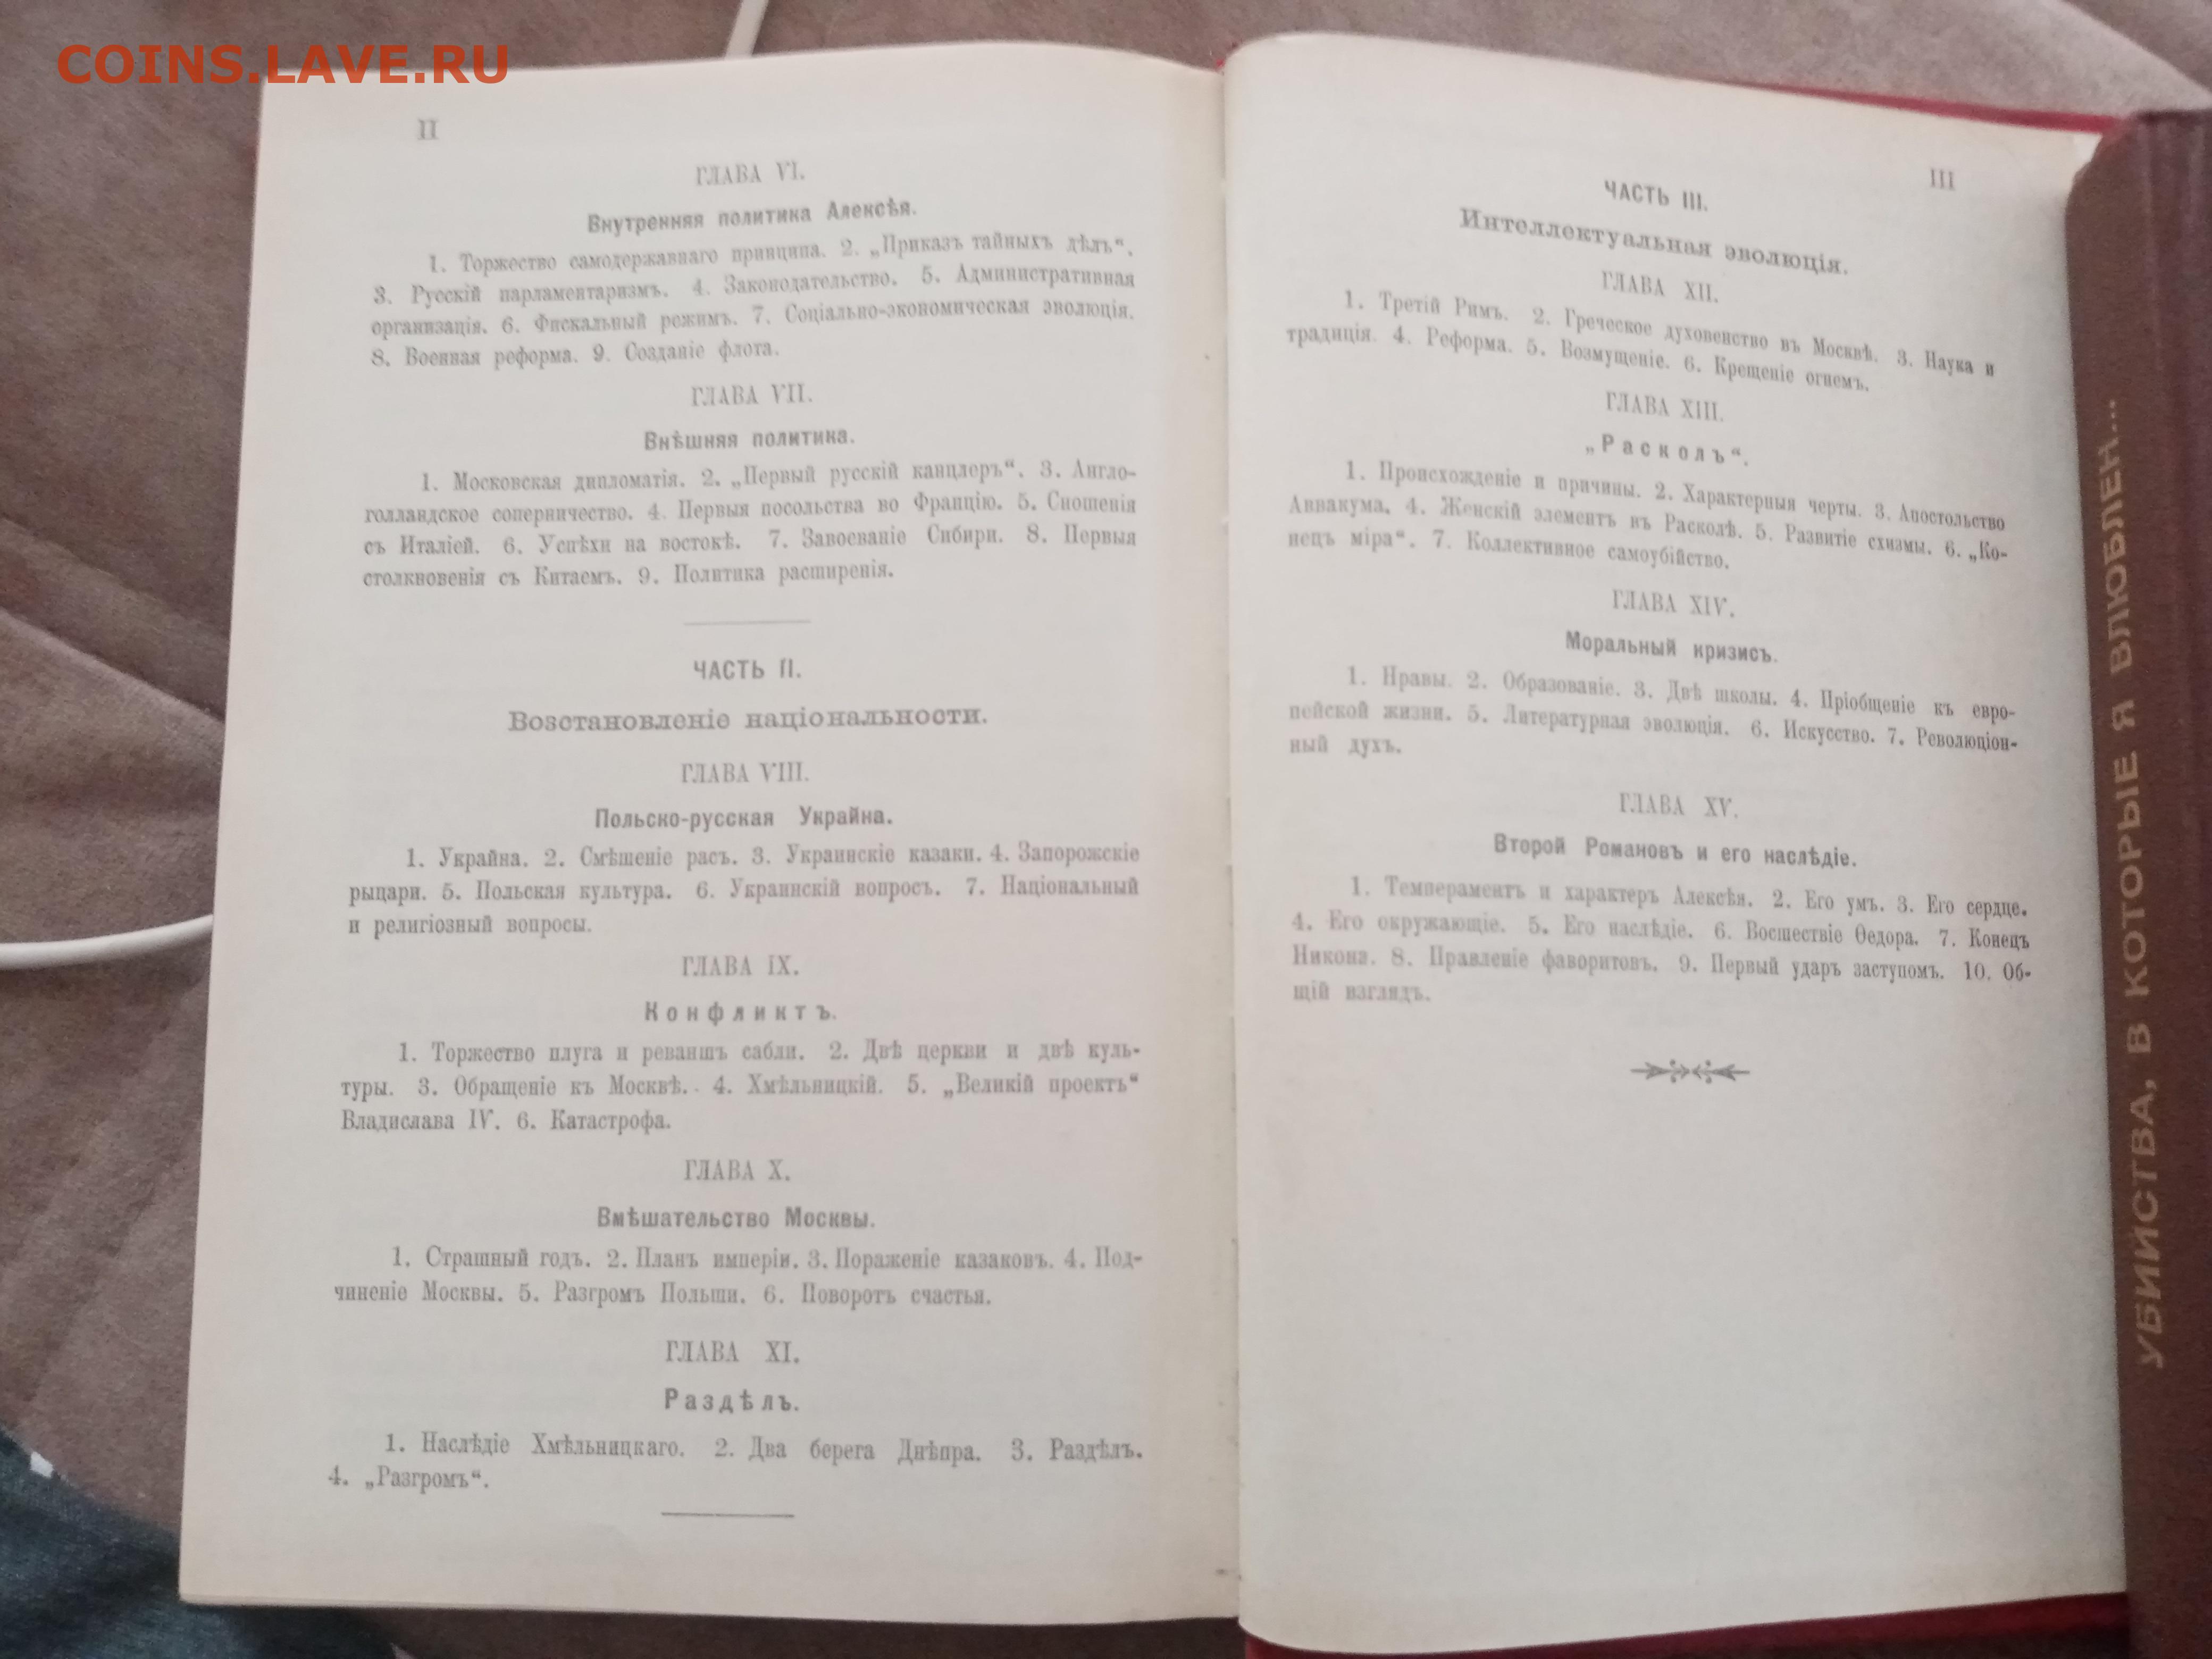 COINS.LAVE.RU
II
ГЛАВА VI.
Внутренняя политика Алексѣя.
1. Торжество самодержавнаго принципа. 2. „Приказъ тайныхъ дѣлъ“.
3. Русскій парламентаризмъ. 4. Законодательство. 5. Административная
организація. 6. Фискальный режимъ. 7. Соціально-экономическая эволюція.
8. Военная реформа. 9. Созданіе флота.
ГЛАВА VII.
Внѣшняя политика.
1. Московская дипломатія. 2. „Первый русскій канцлеръ“. 3. Англо-
голландское соперничество. 4. Первыя посольства во Францію. 5. Сношенія
съ Италіей. 6. Успѣхи на востокѣ. 7. Завоеваніе Сибири. 8. Первыя
столкновенія съ Китаемъ. 9. Политика расширенія.
ЧАСТЬ II.
Возстановленіе національности.
ГЛАВА VIII.
Польско-русская Украйна.
1. Украйна. 2. Смѣшеніе расъ. 3. Украинскіе казаки. 4. Запорожскіе
рыцари. 5. Польская культура. 6. Украинскій вопросъ. 7. Національный
и религіозный вопросы.
ГЛАВА IX.
Конфликтъ.
1. Торжество плуга и реваншъ сабли. 2. Двѣ церкви и двѣ куль-
туры. 3. Обращеніе къ Москвѣ. 4. Хмѣльницкій. 5. „Великій проектъ“
Владислава IV. 6. Катастрофа.
ГЛАВА X.
Вмѣшательство Москвы.
1. Страшный годъ. 2. Планъ имперіи. 3. Пораженіе казаковъ. 4. Под-
чиненіе Москвы. 5. Разгромъ Польши. 6. Поворотъ счастья.
ГЛАВА XI.
Раздѣлъ.
1. Наслѣдіе Хмѣльницкаго. 2. Два берега Днѣпра. 3. Раздѣлъ.
4. „Разгромъ“.
III
ЧАСТЬ III.
Интеллектуальная эволюція.
ГЛАВА XII.
1. Третій Римъ. 2. Греческое духовенство въ Москвѣ. 3. Наука и
традиція. 4. Реформа. 5. Возмущеніе. 6. Крещеніе огнемъ.
ГЛАВА XIII.
„Расколъ“.
1. Происхожденіе и причины. 2. Характерныя черты. 3. Апостольство
Аввакума. 4. Женскій элементъ въ Расколѣ. 5. Развитіе схизмы. 6. „Ко-
нецъ міра“. 7. Коллективное самоубійство.
ГЛАВА XIV.
Моральный кризисъ.
1. Нравы. 2. Образованіе. 3. Двѣ школы. 4. Пріобщеніе къ евро-
пейской жизни. 5. Литературная эволюція. 6. Искусство. 7. Революціон-
ный духъ.
ГЛАВА XV.
Второй Романовъ и его наслѣдіе.
1. Темпераментъ и характеръ Алексѣя. 2. Его умъ. 3. Его сердце.
4. Его окружающіе. 5. Его наслѣдіе. 6. Восшествіе Ѳедора. 7. Конецъ
Никона. 8. Правленіе фаворитовъ. 9. Первый ударъ заступомъ. 10. Об-
щій взглядъ.
УБИЙСТВА, В КОТОРЫЕ Я ВЛЮБЛЕН...